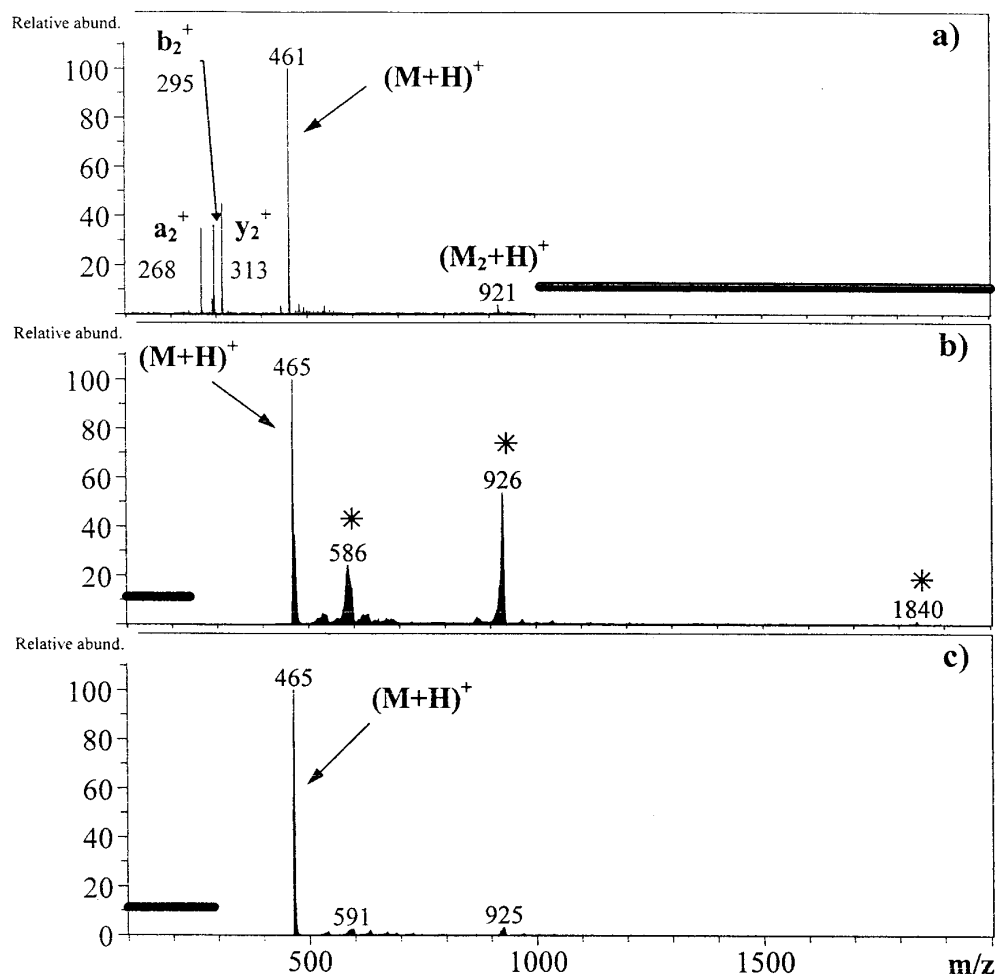 Relative abund.
a)
b₂⁺
295
461
(M+H)⁺
100
80
60
40
20
a₂⁺
y₂⁺
268
313
(M₂+H)⁺
921
Relative abund.
b)
(M+H)⁺
465
100
80
60
40
20
*
926
*
586
*
1840
Relative abund.
c)
465
(M+H)⁺
100
80
60
40
20
0
591
925
500
1000
1500
m/z